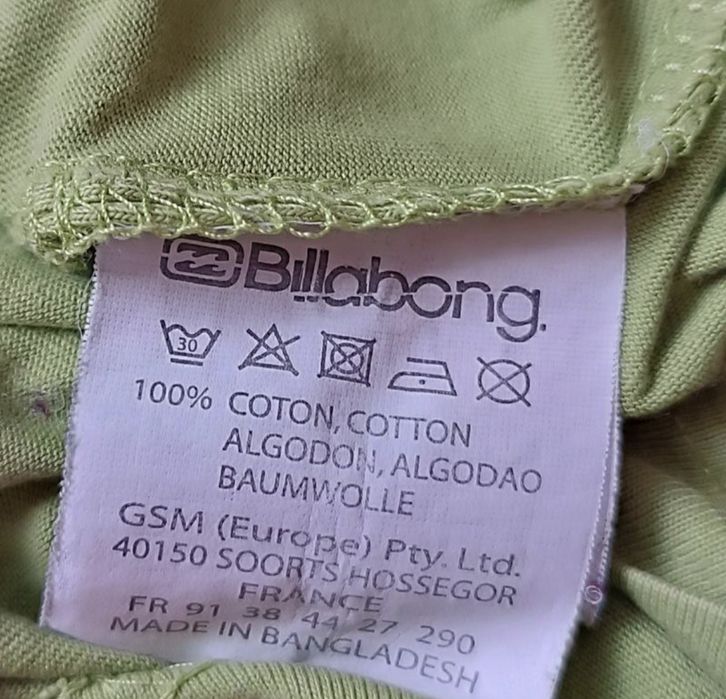 Billabong.
30
100% COTON, COTTON
ALGODON, ALGODAO
BAUMWOLLE
GSM (Europe) Pty. Ltd.
40150 SOORTS HOSSEGOR
FRANCE
FR 91 38 44 27 290
MADE IN BANGLADESH